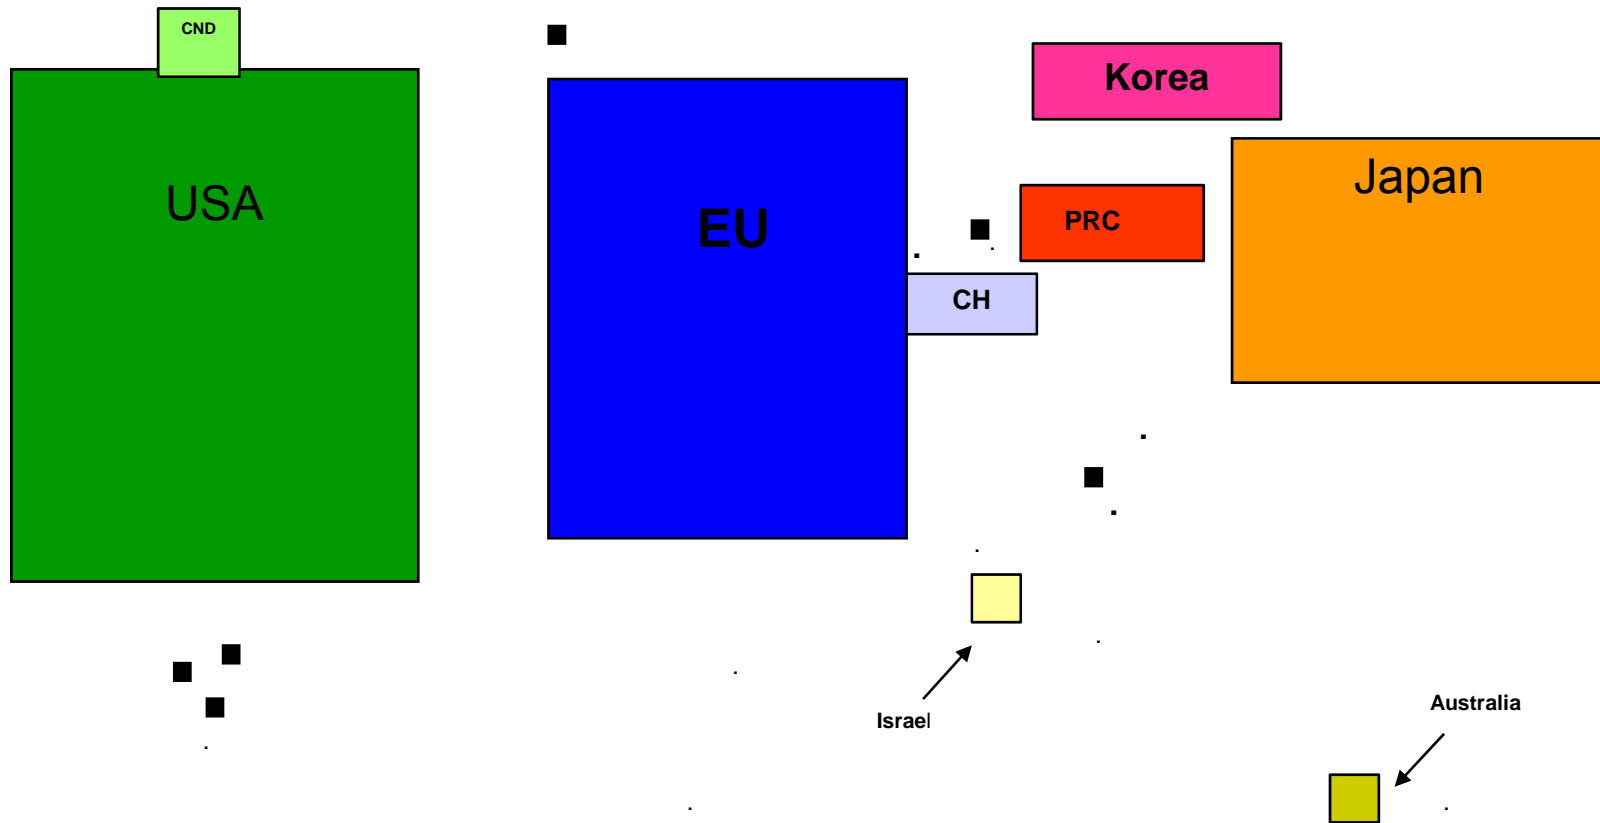 CND
Korea
Japan
USA
EU
PRC
CH
Israel
Australia